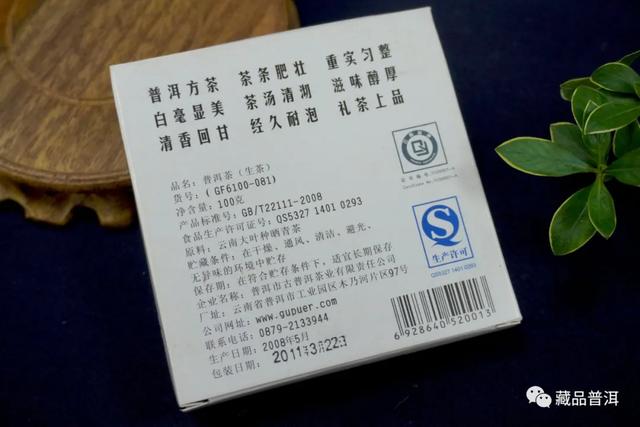 普洱方茶 茶条肥壮 重实匀整
白毫显美 茶汤清沏 滋味醇厚
清香回甘 经久耐泡 礼茶上品
品名：普洱茶（生茶）
货号：（GF6100-081）
净含量：100克
产品标准号：GB/T22111-2008
食品生产许可证号：QS5327 1401 0293
原料：云南大叶种晒青茶
贮藏条件：在干燥、通风、清洁、避光、
无异味的环境中贮存
保存期：在符合贮存条件下，适宜长期保存
企业名称：普洱市古普洱茶业有限责任公司
厂址：云南省普洱市工业园区木乃河片区97号
公司网址：www.gupuer.com
联系电话：0879-2133944
生产日期：2008年5月
包装日期：2011年3月22日
生产许可
QS5327 1401 0293
6928640520013
藏品普洱